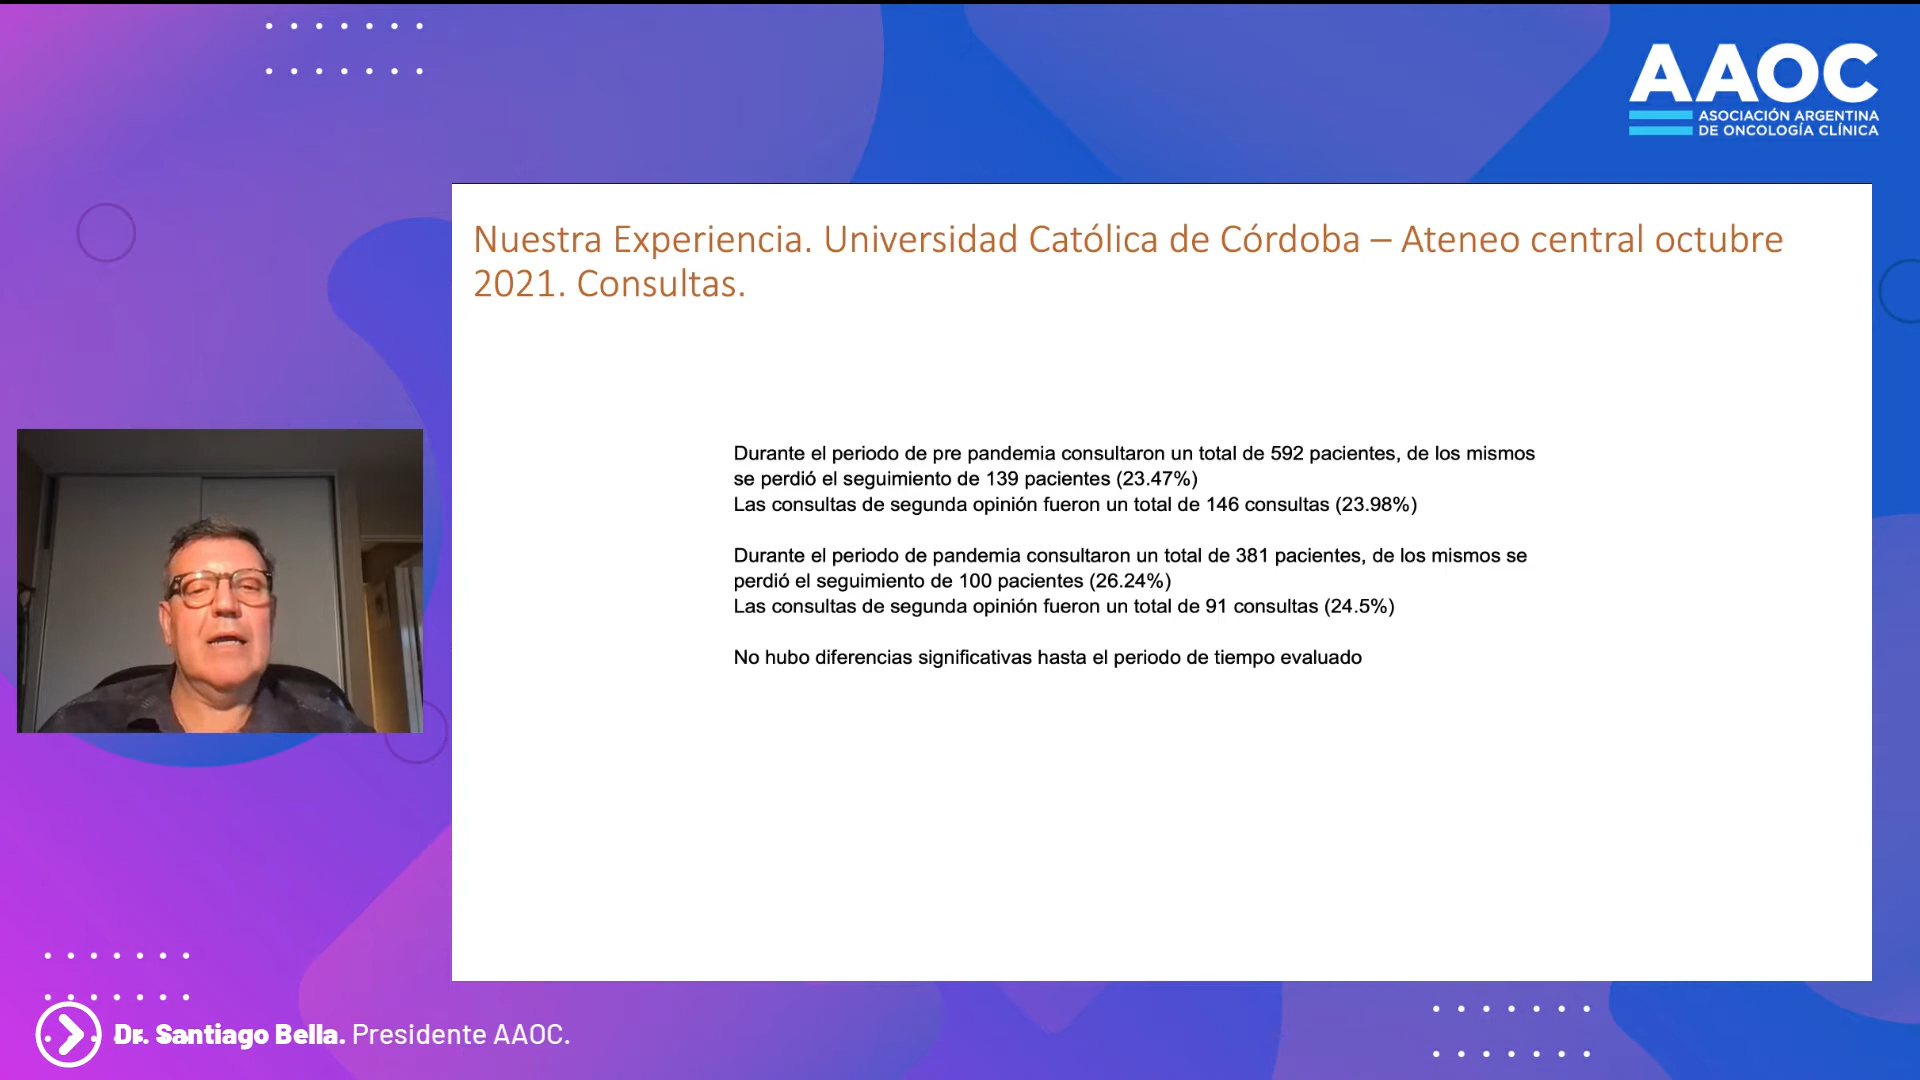 AAOC
ASOCIACIÓN ARGENTINA
DE ONCOLOGÍA CLÍNICA
Nuestra Experiencia. Universidad Católica de Córdoba – Ateneo central octubre
2021. Consultas.
Durante el periodo de pre pandemia consultaron un total de 592 pacientes, de los mismos
se perdió el seguimiento de 139 pacientes (23.47%)
Las consultas de segunda opinión fueron un total de 146 consultas (23.98%)
Durante el periodo de pandemia consultaron un total de 381 pacientes, de los mismos se
perdió el seguimiento de 100 pacientes (26.24%)
Las consultas de segunda opinión fueron un total de 91 consultas (24.5%)
No hubo diferencias significativas hasta el periodo de tiempo evaluado
Dr. Santiago Bella. Presidente AAOC.